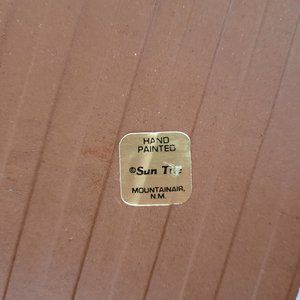 HAND
PAINTED
©Sun Tile
MOUNTAINAIR,
N.M.